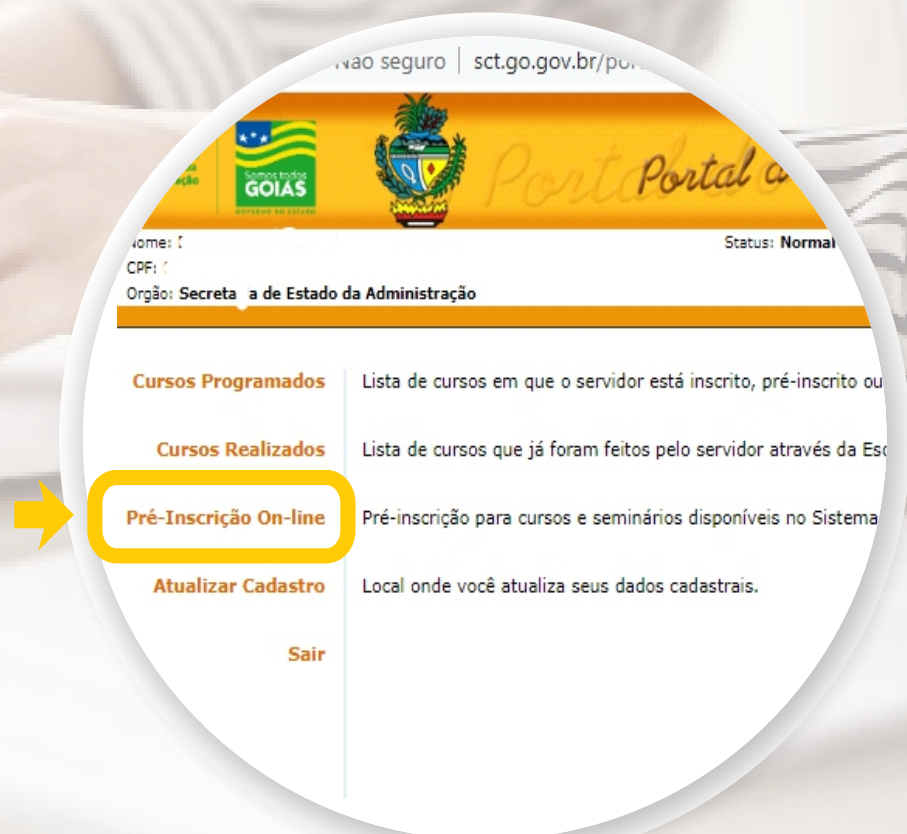 Não seguro | sct.go.gov.br/
Somos todos
GOIÁS
GOVERNO DO ESTADO
Portal
Nome:
Status: Normal
CPF:
Orgão: Secreta a de Estado da Administração
Cursos Programados Lista de cursos em que o servidor está inscrito, pré-inscrito ou
Cursos Realizados Lista de cursos que já foram feitos pelo servidor através da Esc
Pré-Inscrição On-line Pré-inscrição para cursos e seminários disponíveis no Sistema
Atualizar Cadastro Local onde você atualiza seus dados cadastrais.
Sair